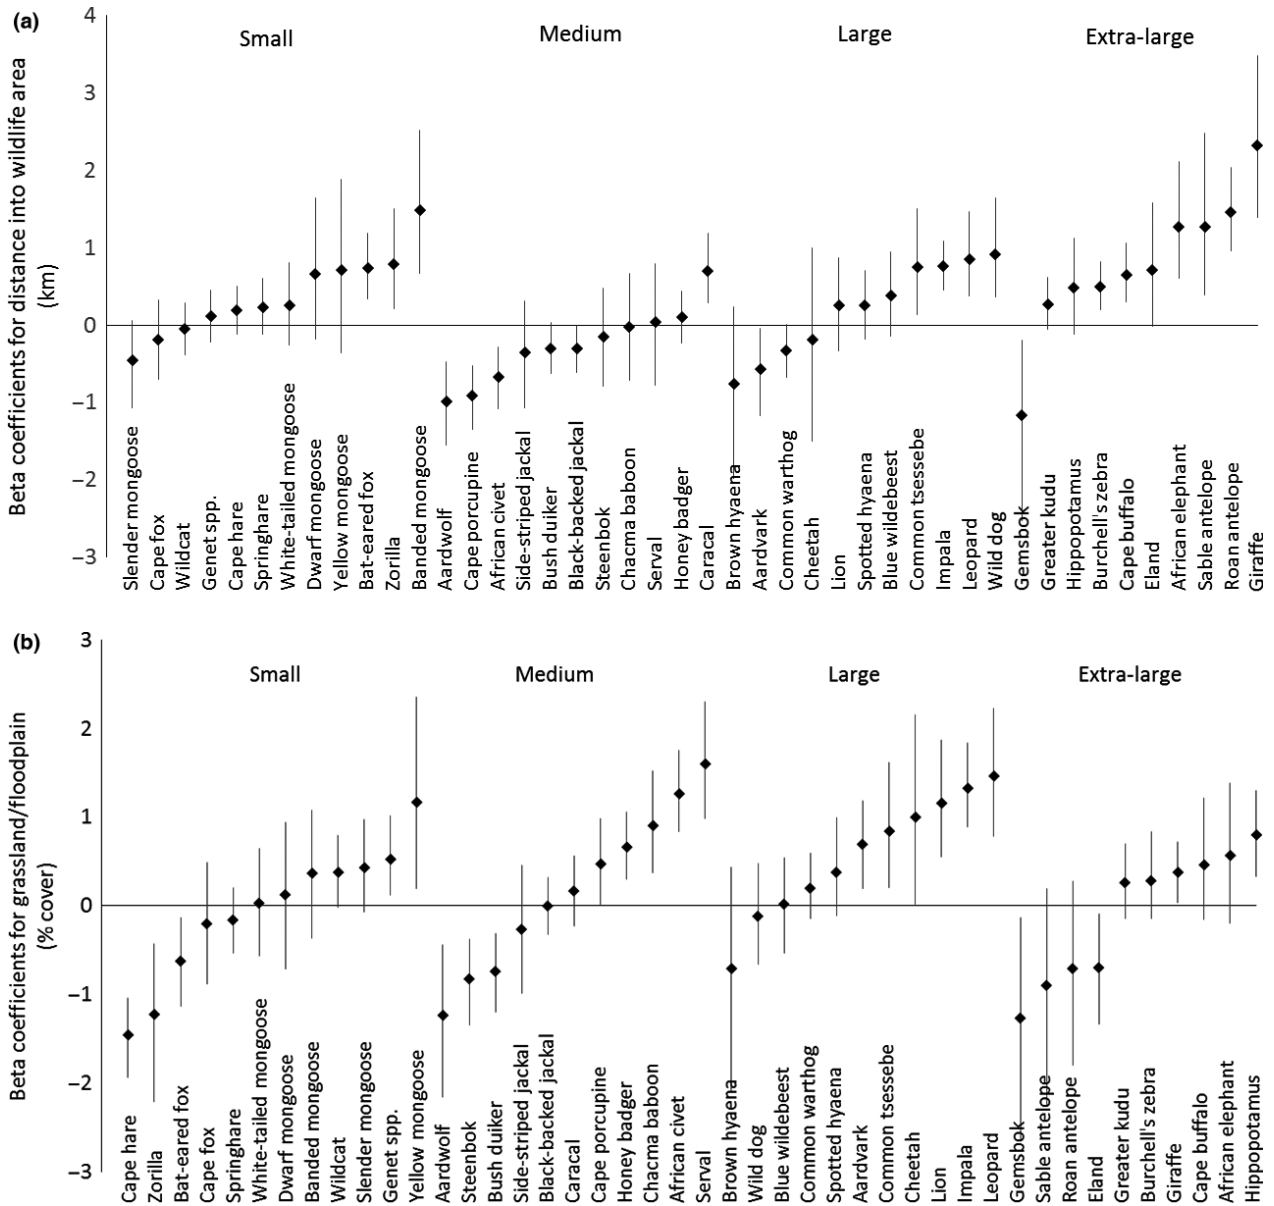 (a)
Beta coefficients for distance into wildlife area
(km)
4
3
2
1
0
−1
−2
−3
Small
Medium
Large
Extra-large
Slender mongoose
Cape fox
Wildcat
Genet spp.
Cape hare
Springhare
White-tailed mongoose
Dwarf mongoose
Yellow mongoose
Bat-eared fox
Zorilla
Banded mongoose
Aardwolf
Cape porcupine
African civet
Side-striped jackal
Bush duiker
Black-backed jackal
Steenbok
Chacma baboon
Serval
Honey badger
Caracal
Brown hyaena
Aardvark
Common warthog
Cheetah
Lion
Spotted hyaena
Blue wildebeest
Common tsessebe
Impala
Leopard
Wild dog
Gemsbok
Greater kudu
Hippopotamus
Burchell's zebra
Cape buffalo
Eland
African elephant
Sable antelope
Roan antelope
Giraffe
(b)
Beta coefficients for grassland/floodplain
(% cover)
3
2
1
0
−1
−2
−3
Small
Medium
Large
Extra-large
Cape hare
Zorilla
Bat-eared fox
Cape fox
Springhare
White-tailed mongoose
Dwarf mongoose
Banded mongoose
Wildcat
Slender mongoose
Genet spp.
Yellow mongoose
Aardwolf
Steenbok
Bush duiker
Side-striped jackal
Black-backed jackal
Caracal
Cape porcupine
Honey badger
Chacma baboon
African civet
Serval
Brown hyaena
Wild dog
Blue wildebeest
Common warthog
Spotted hyaena
Aardvark
Common tsessebe
Cheetah
Lion
Impala
Leopard
Gemsbok
Sable antelope
Roan antelope
Eland
Greater kudu
Burchell's zebra
Giraffe
Cape buffalo
African elephant
Hippopotamus